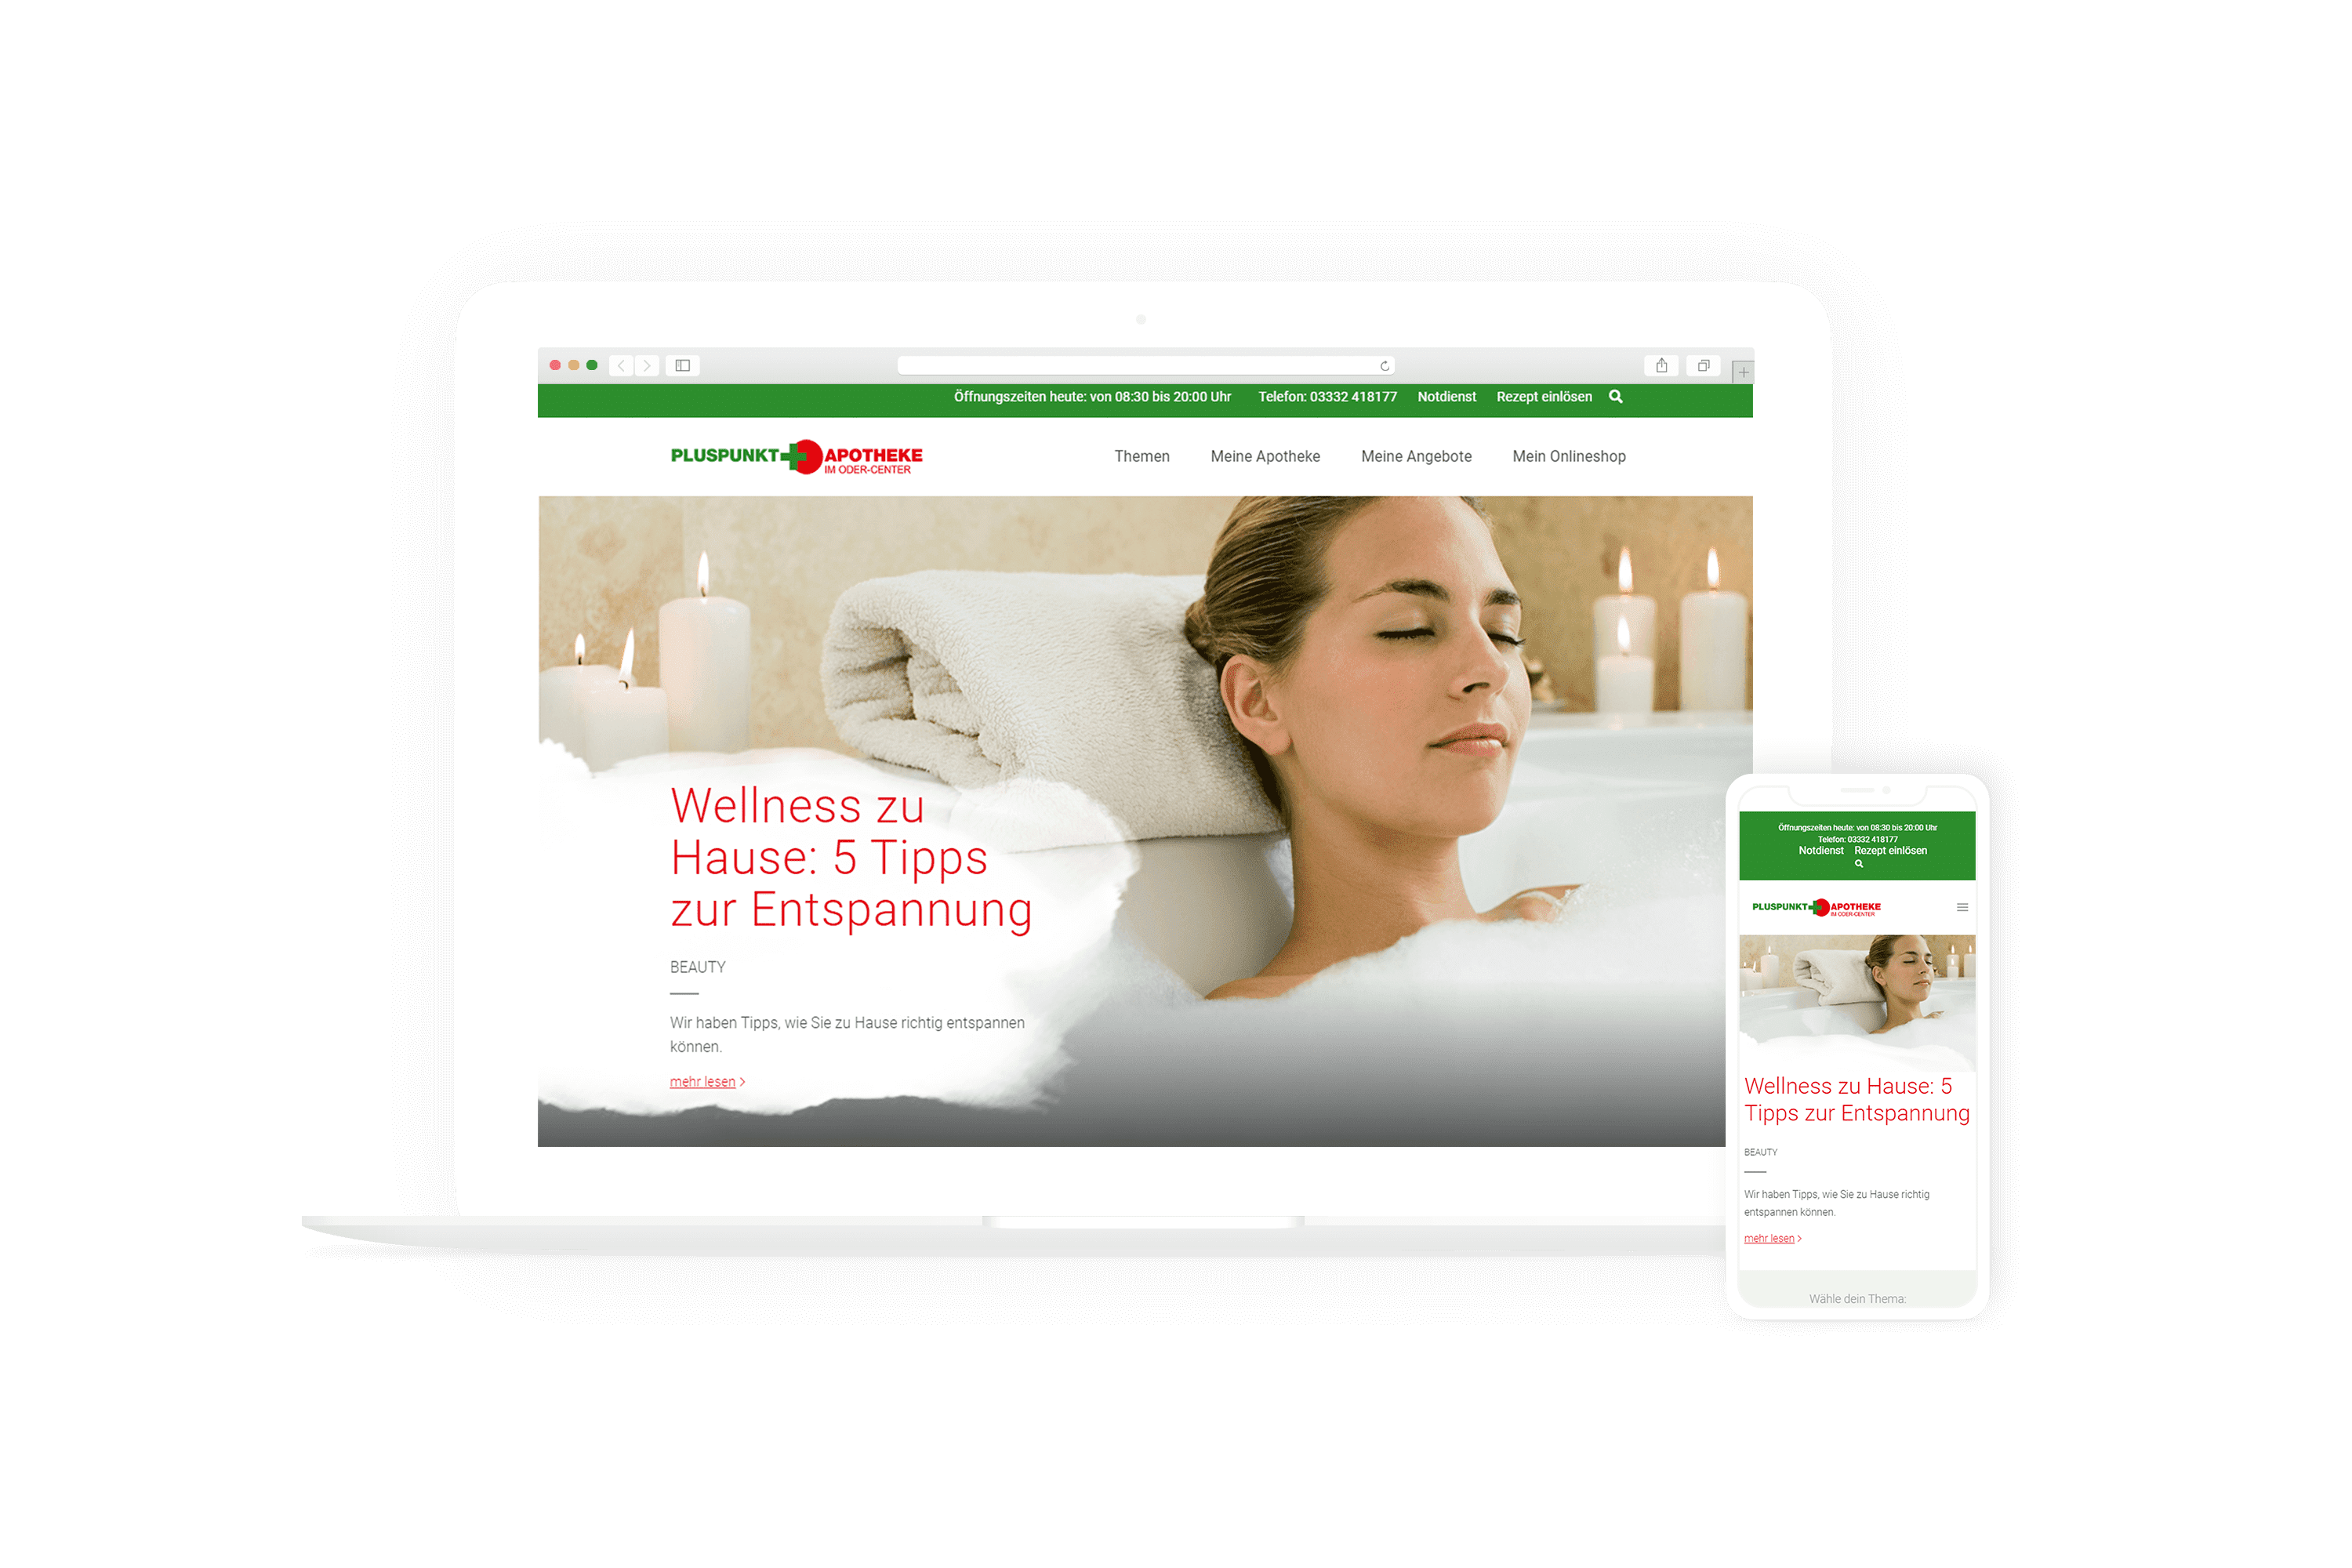 Öffnungszeiten heute: von 08:30 bis 20:00 Uhr Telefon: 03332 418177 Notdienst Rezept einlösen
PLUSPUNKT APOTHEKE
IM ODER-CENTER
Themen Meine Apotheke Meine Angebote Mein Onlineshop
Wellness zu
Hause: 5 Tipps
zur Entspannung
BEAUTY
Wir haben Tipps, wie Sie zu Hause richtig entspannen
können.
mehr lesen
Öffnungszeiten heute: von 08:30 bis 20:00 Uhr
Telefon: 03332 418177
Notdienst Rezept einlösen
PLUSPUNKT APOTHEKE
IM ODER-CENTER
Wellness zu Hause: 5
Tipps zur Entspannung
BEAUTY
Wir haben Tipps, wie Sie zu Hause richtig
entspannen können.
mehr lesen
Wähle dein Thema: